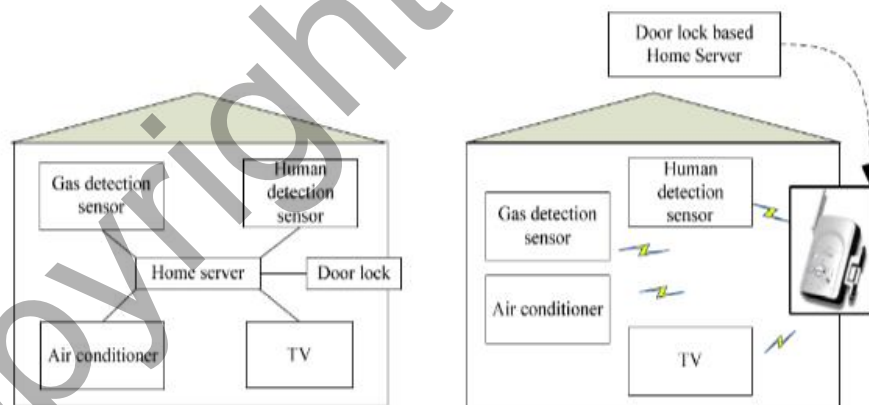 Door lock based
Home Server
Gas detection
sensor
Human
detection
sensor
Home server
Door lock
Air conditioner
TV
Human
detection
sensor
Gas detection
sensor
Air conditioner
TV
pyright